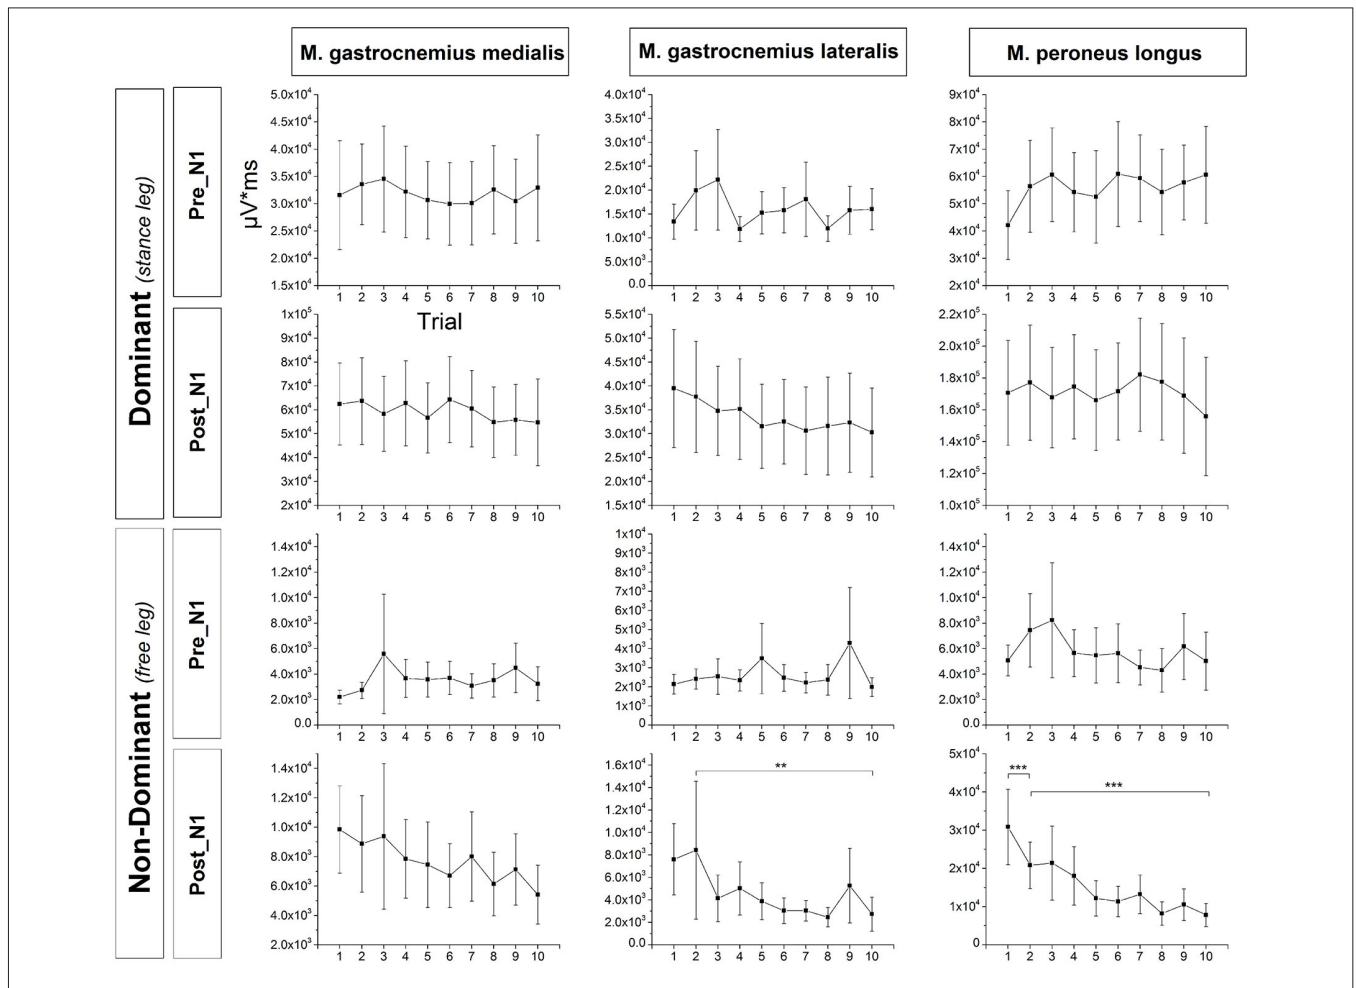 M. gastrocnemius medialis
M. gastrocnemius lateralis
M. peroneus longus
Dominant (stance leg)
Pre_N1
µV*ms
5.0x10⁴
4.5x10⁴
4.0x10⁴
3.5x10⁴
3.0x10⁴
2.5x10⁴
2.0x10⁴
1.5x10⁴
1 2 3 4 5 6 7 8 9 10
Trial
4.0x10⁴
3.5x10⁴
3.0x10⁴
2.5x10⁴
2.0x10⁴
1.5x10⁴
1.0x10⁴
5.0x10³
0.0
1 2 3 4 5 6 7 8 9 10
9x10⁴
8x10⁴
7x10⁴
6x10⁴
5x10⁴
4x10⁴
3x10⁴
2x10⁴
1 2 3 4 5 6 7 8 9 10
Post_N1
1x10⁵
9x10⁴
8x10⁴
7x10⁴
6x10⁴
5x10⁴
4x10⁴
3x10⁴
2x10⁴
1 2 3 4 5 6 7 8 9 10
5.5x10⁴
5.0x10⁴
4.5x10⁴
4.0x10⁴
3.5x10⁴
3.0x10⁴
2.5x10⁴
2.0x10⁴
1.5x10⁴
1 2 3 4 5 6 7 8 9 10
2.2x10⁵
2.0x10⁵
1.8x10⁵
1.6x10⁵
1.4x10⁵
1.2x10⁵
1.0x10⁵
1 2 3 4 5 6 7 8 9 10
Non-Dominant (free leg)
Pre_N1
1.4x10⁴
1.2x10⁴
1.0x10⁴
8.0x10³
6.0x10³
4.0x10³
2.0x10³
0.0
1 2 3 4 5 6 7 8 9 10
1x10⁴
9x10³
8x10³
7x10³
6x10³
5x10³
4x10³
3x10³
2x10³
1x10³
0
1 2 3 4 5 6 7 8 9 10
1.4x10⁴
1.2x10⁴
1.0x10⁴
8.0x10³
6.0x10³
4.0x10³
2.0x10³
0.0
1 2 3 4 5 6 7 8 9 10
Post_N1
1.4x10⁴
1.2x10⁴
1.0x10⁴
8.0x10³
6.0x10³
4.0x10³
2.0x10³
1 2 3 4 5 6 7 8 9 10
**
1.6x10⁴
1.4x10⁴
1.2x10⁴
1.0x10⁴
8.0x10³
6.0x10³
4.0x10³
2.0x10³
0.0
1 2 3 4 5 6 7 8 9 10
***
***
5x10⁴
4x10⁴
3x10⁴
2x10⁴
1x10⁴
0
1 2 3 4 5 6 7 8 9 10